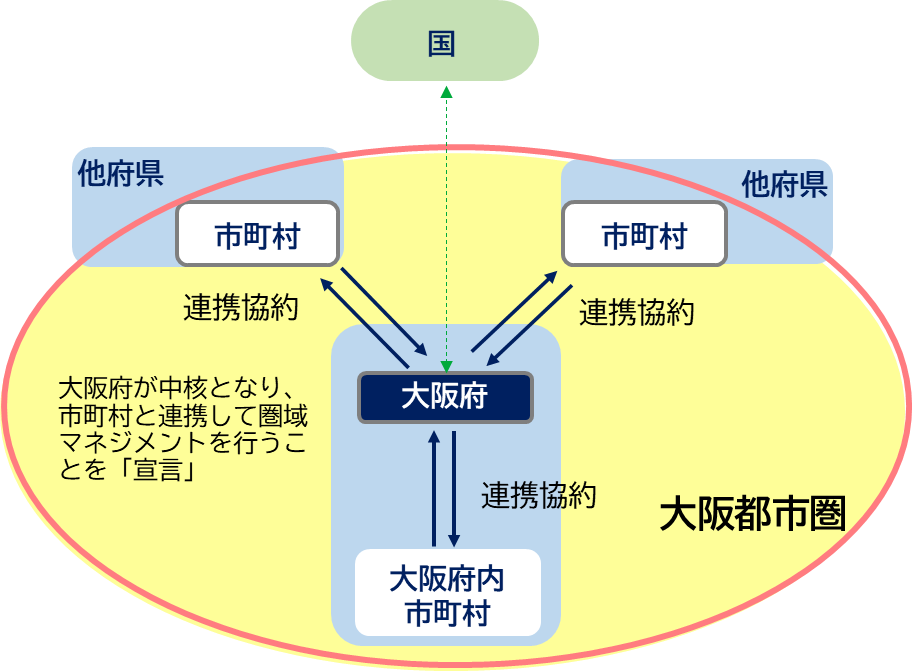 国
他府県
他府県
市町村
市町村
連携協約
連携協約
大阪府が中核となり、
市町村と連携して圏域
マネジメントを行うこ
とを「宣言」
大阪府
連携協約
大阪都市圏
大阪府内
市町村